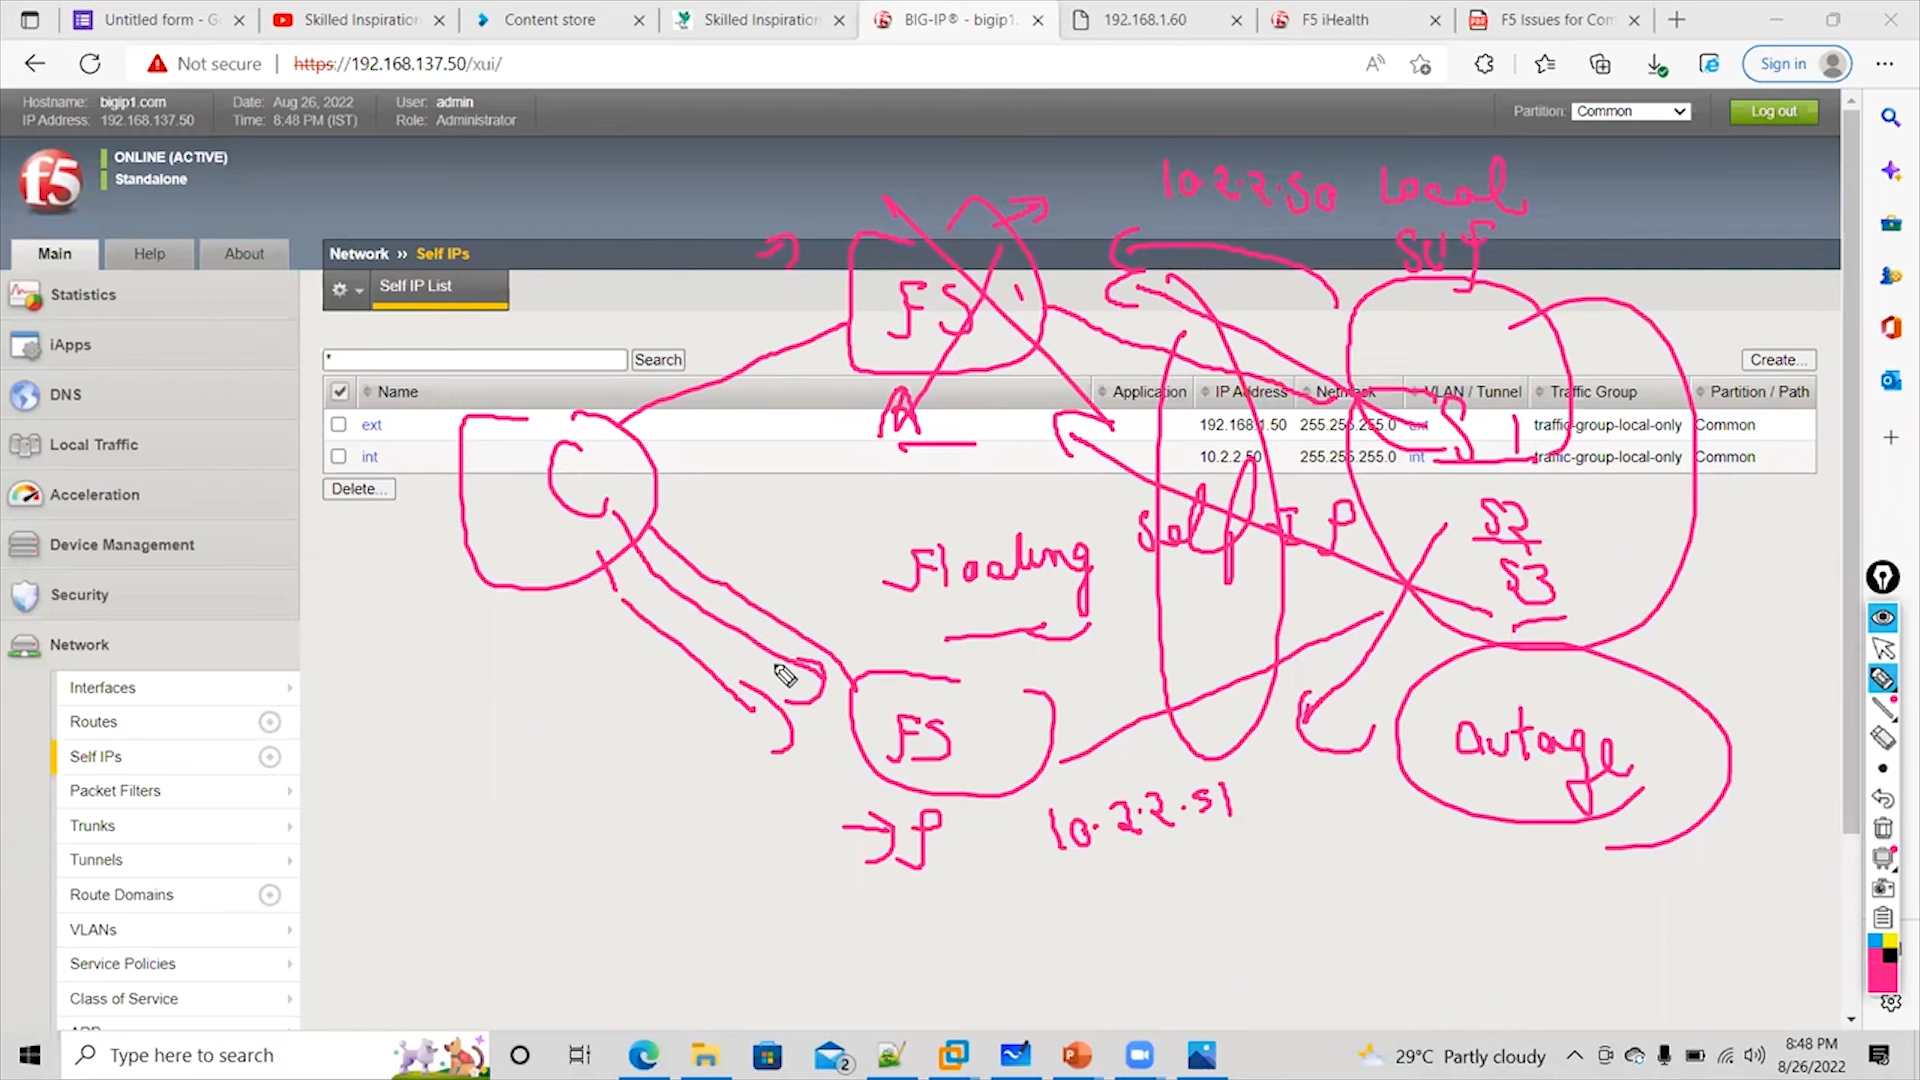 Untitled form - G
Skilled Inspiration
Content store
Skilled Inspiration
BIG-IP® - bigip1.
192.168.1.60
F5 iHealth
F5 Issues for Com
Not secure
https://192.168.137.50/xui/
Sign in
Hostname: bigip1.com
IP Address: 192.168.137.50
Date: Aug 26, 2022
Time: 8:48 PM (IST)
User: admin
Role: Administrator
Partition: Common
Log out
f5
ONLINE (ACTIVE)
Standalone
Main
Help
About
Network » Self IPs
Self IP List
Statistics
iApps
DNS
Local Traffic
Acceleration
Device Management
Security
Network
Interfaces
Routes
Self IPs
Packet Filters
Trunks
Tunnels
Route Domains
VLANs
Service Policies
Class of Service
ARP
*
Search
Create...
Name
Application
IP Address
Network
VLAN / Tunnel
Traffic Group
Partition / Path
ext
192.168.1.50
255.255.255.0
ext
traffic-group-local-only
Common
int
10.2.2.50
255.255.255.0
int
traffic-group-local-only
Common
Delete...
10.2.2.50 Local
Self
F5
A
S1
S2
S3
Floating Self IP
F5
10.2.2.51
P
outage
Type here to search
2
29°C Partly cloudy
8:48 PM
8/26/2022